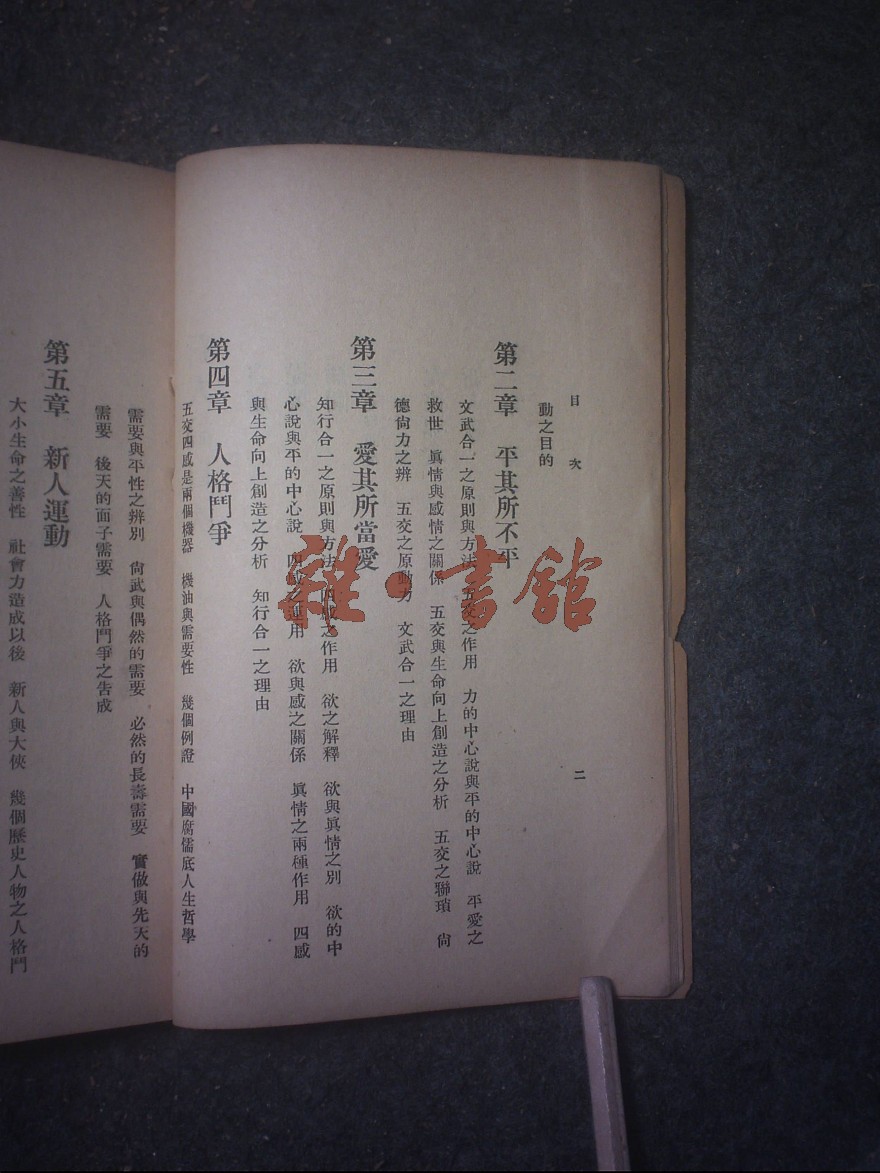 目次
二
動之目的
第二章　平其所不平
文武合一之原則與方法　五交之作用　力的中心說與平的中心說　平愛之
救世　眞情與感情之關係　五交與生命向上創造之分析　五交之聯瑣　尙
德尙力之辨　五交之原動力　文武合一之理由
第三章　愛其所當愛
知行合一之原則與方法　四感之作用　欲之解釋　欲與眞情之別　欲的中
心說與平的中心說　四感之運用　欲與感之關係　眞情之兩種作用　四感
與生命向上創造之分析　知行合一之理由
第四章　人格鬥爭
五交四感是兩個機器　機油與需要性　幾個例證　中國腐儒底人生哲學
需要與平性之辨別　尙武與偶然的需要　必然的長壽需要　實做與先天的
需要　後天的面子需要　人格鬥爭之告成
第五章　新人運動
大小生命之善性　社會力造成以後　新人與大俠　幾個歷史人物之人格鬥
雜·書館